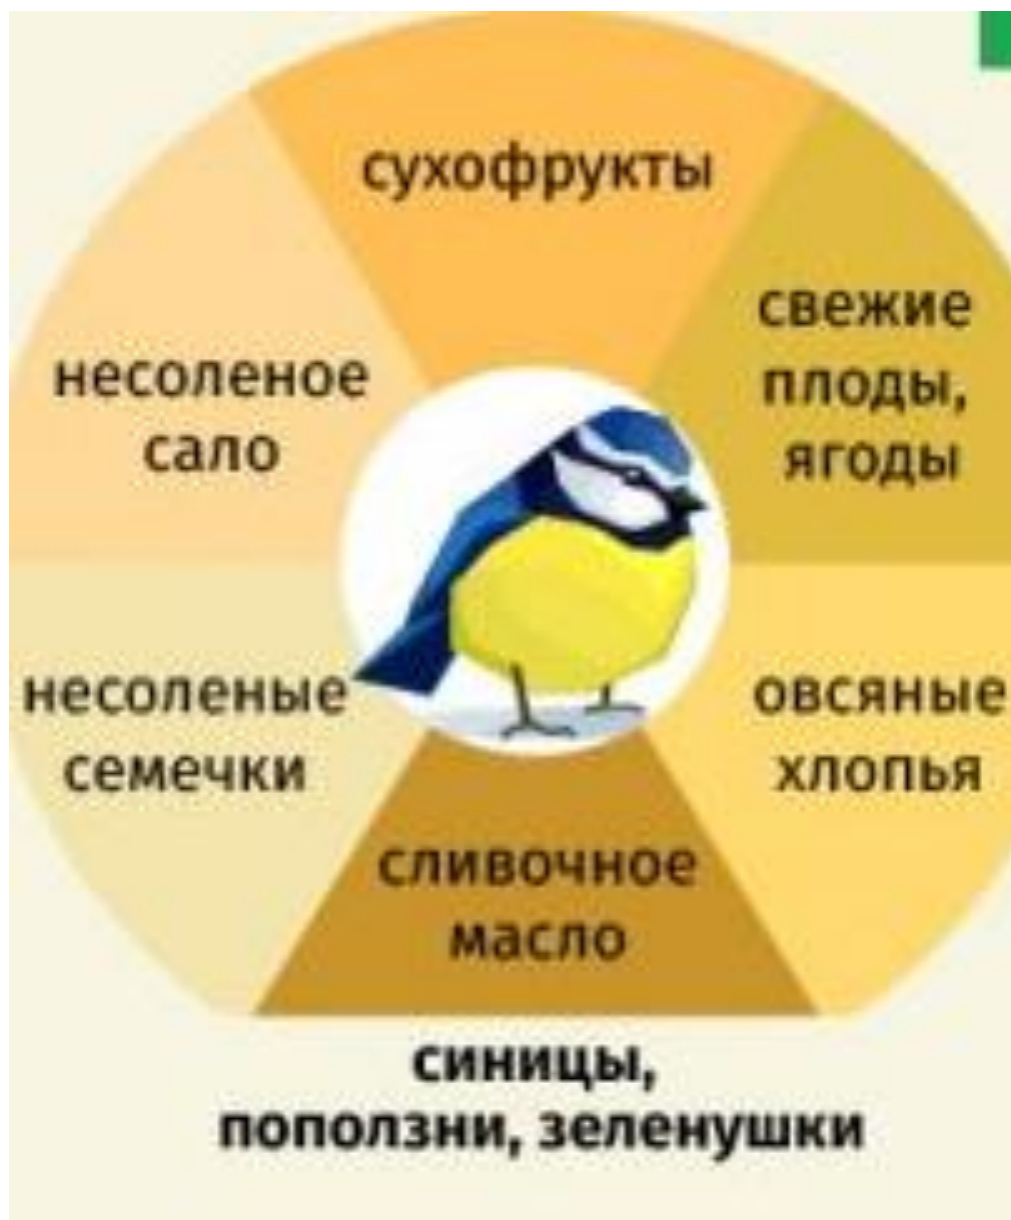 сухофрукты
свежие
плоды,
ягоды
несоленое
сало
несоленые
семечки
овсяные
хлопья
сливочное
масло
синицы,
поползни, зеленушки